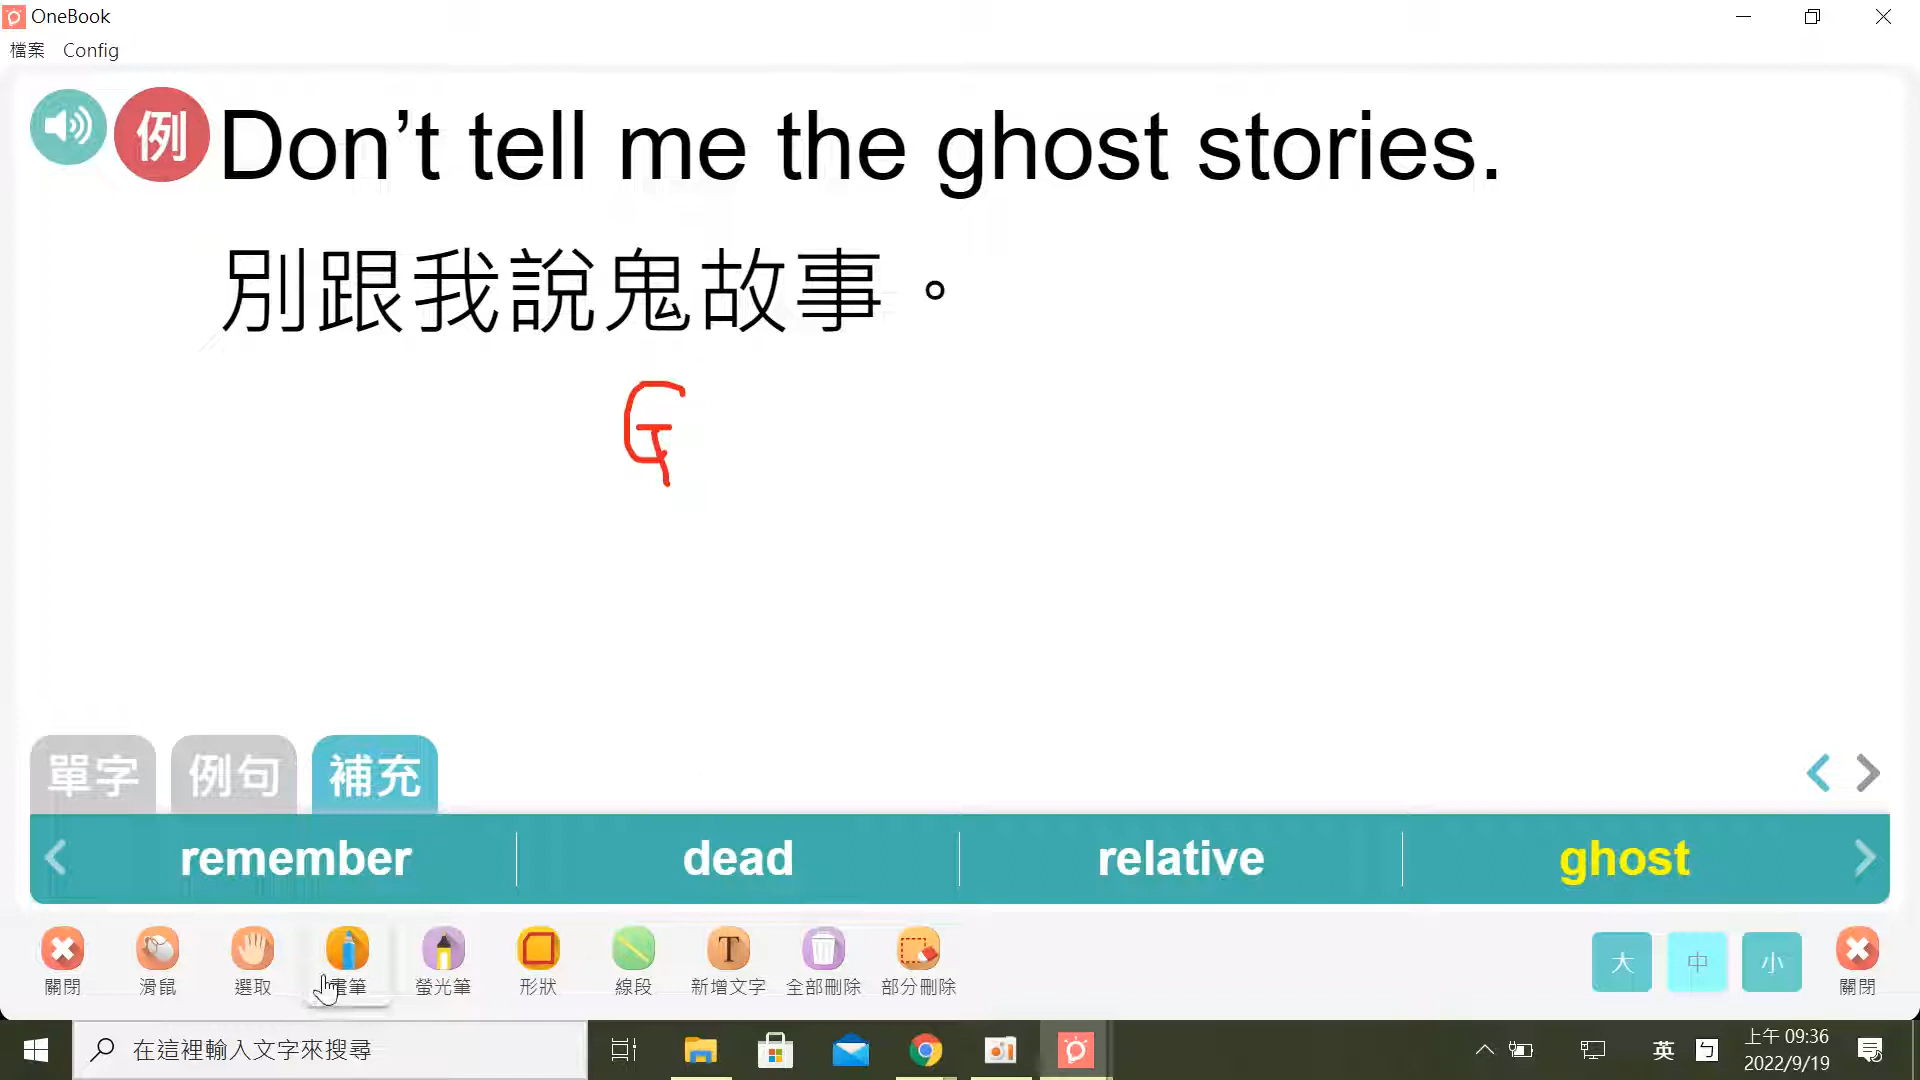 OneBook
檔案 Config
例 Don't tell me the ghost stories.
別跟我說鬼故事。
G
單字 例句 補充
remember dead relative ghost
關閉 滑鼠 選取 畫筆 螢光筆 形狀 線段 新增文字 全部刪除 部分刪除 大 中 小 關閉
在這裡輸入文字來搜尋 英 ㄅ 上午 09:36
2022/9/19